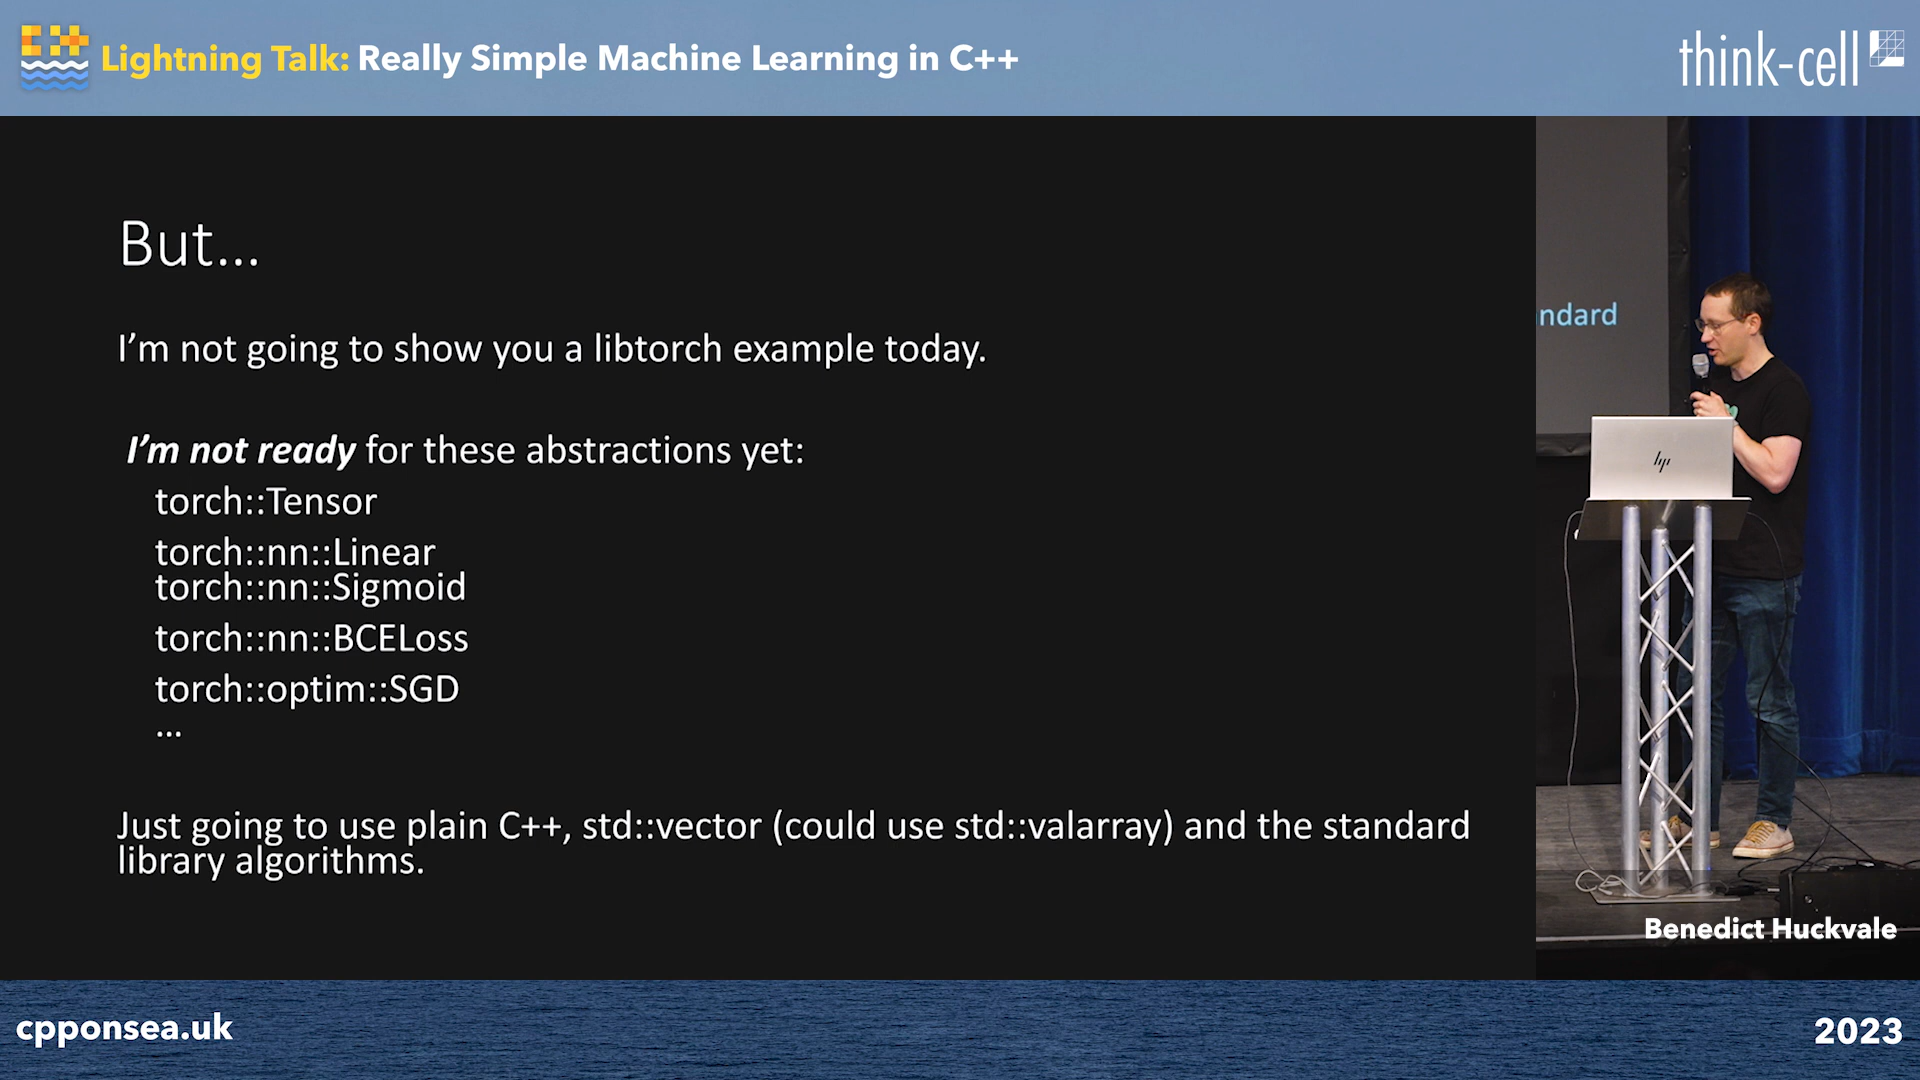 Lightning Talk: Really Simple Machine Learning in C++
think-cell
But...
I'm not going to show you a libtorch example today.
I'm not ready for these abstractions yet:
torch::Tensor
torch::nn::Linear
torch::nn::Sigmoid
torch::nn::BCELoss
torch::optim::SGD
...
Just going to use plain C++, std::vector (could use std::valarray) and the standard
library algorithms.
ndard
hp
Benedict Huckvale
cpponsea.uk
2023